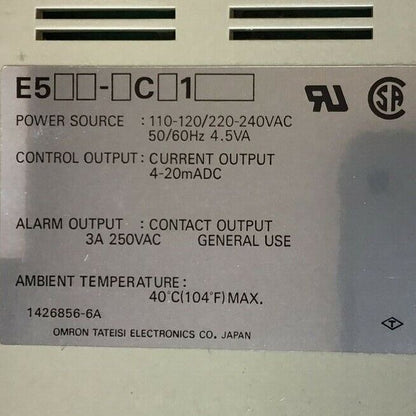 E5□□-□C□1□
POWER SOURCE : 110-120/220-240VAC
50/60Hz 4.5VA
CONTROL OUTPUT : CURRENT OUTPUT
4-20mADC
ALARM OUTPUT : CONTACT OUTPUT
3A 250VAC GENERAL USE
AMBIENT TEMPERATURE :
40°C(104°F)MAX.
1426856-6A
OMRON TATEISI ELECTRONICS CO. JAPAN
RU
SA
T